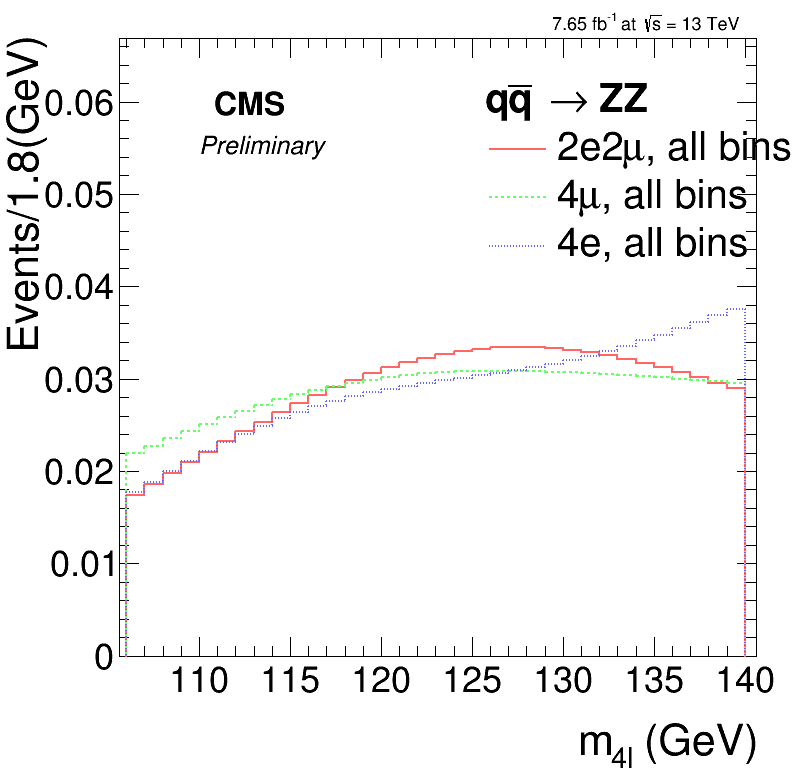 7.65 fb⁻¹ at √s = 13 TeV
Events/1.8(GeV)
CMS
Preliminary
qq̅ → ZZ
2e2μ, all bins
4μ, all bins
4e, all bins
0.06
0.05
0.04
0.03
0.02
0.01
0
110 115 120 125 130 135 140
m₄ₗ (GeV)